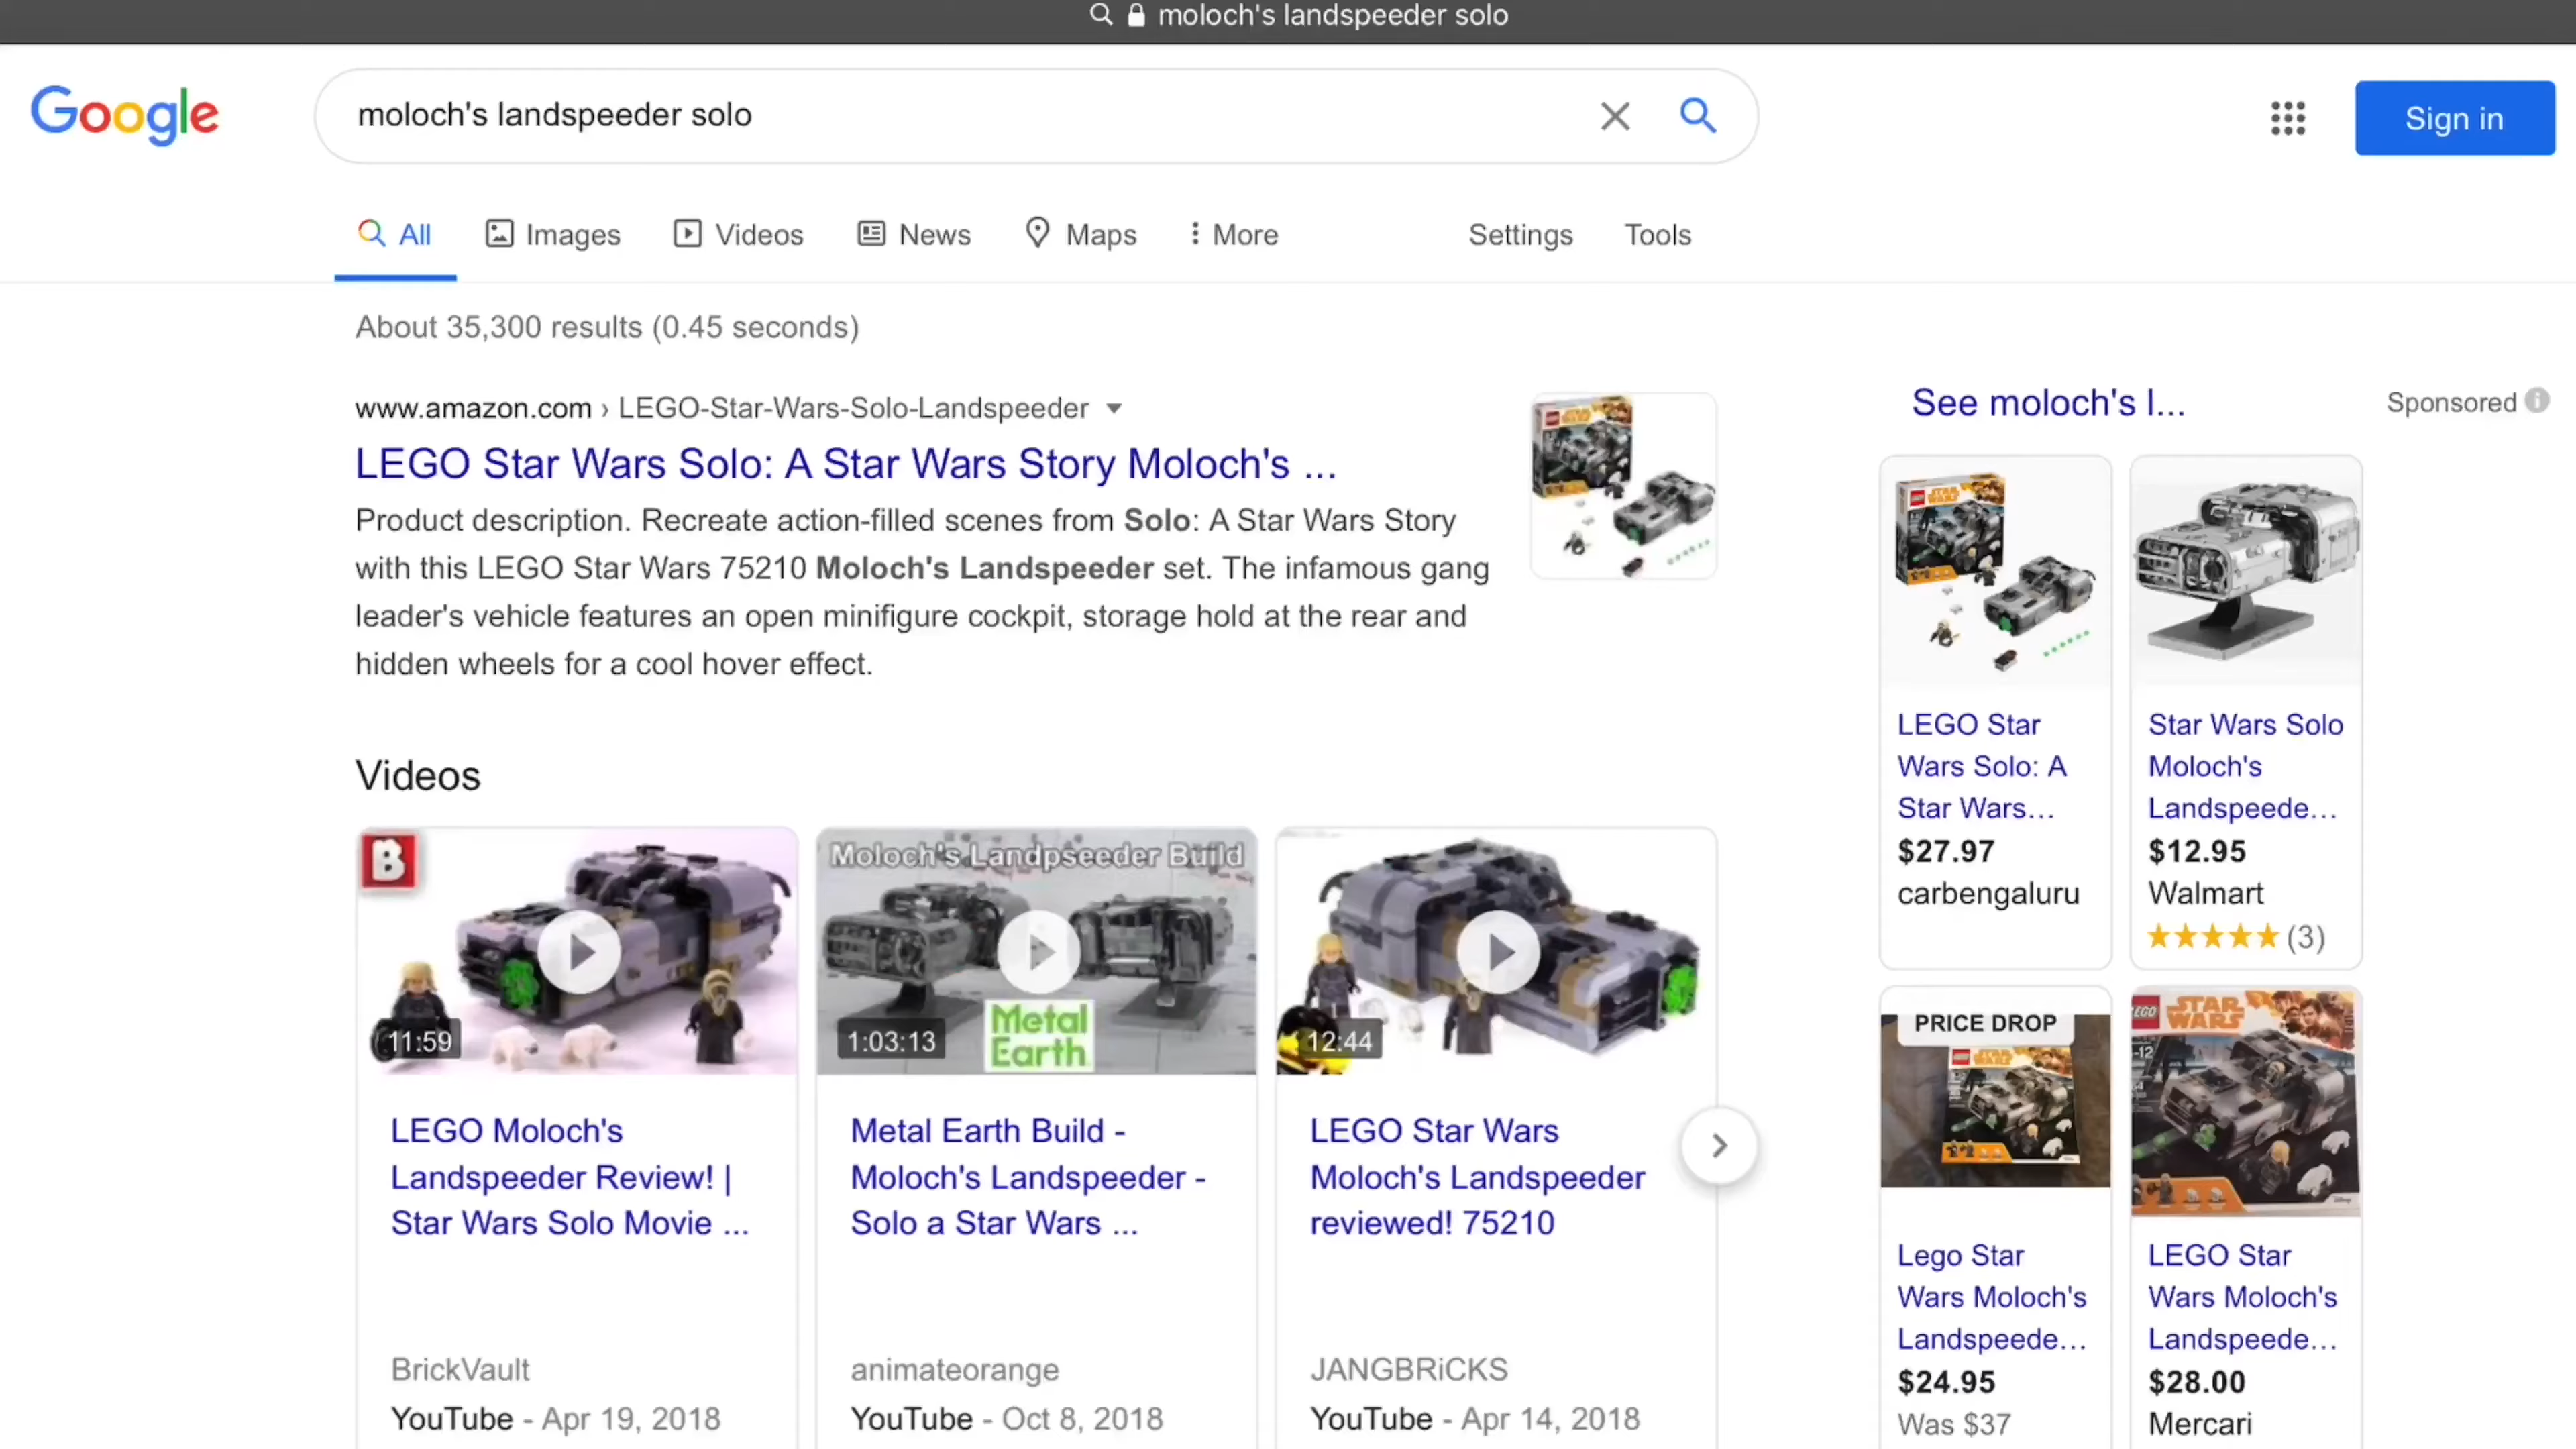 moloch's landspeeder solo
Google
moloch's landspeeder solo
Sign in
All
Images
Videos
News
Maps
More
Settings
Tools
About 35,300 results (0.45 seconds)
www.amazon.com › LEGO-Star-Wars-Solo-Landspeeder
LEGO Star Wars Solo: A Star Wars Story Moloch's ...
Product description. Recreate action-filled scenes from Solo: A Star Wars Story
with this LEGO Star Wars 75210 Moloch's Landspeeder set. The infamous gang
leader's vehicle features an open minifigure cockpit, storage hold at the rear and
hidden wheels for a cool hover effect.
Videos
B
11:59
LEGO Moloch's
Landspeeder Review! |
Star Wars Solo Movie ...
BrickVault
YouTube - Apr 19, 2018
Moloch's Landpseeder Build
Metal
Earth
1:03:13
Metal Earth Build -
Moloch's Landspeeder -
Solo a Star Wars ...
animateorange
YouTube - Oct 8, 2018
12:44
LEGO Star Wars
Moloch's Landspeeder
reviewed! 75210
JANGBRiCKS
YouTube - Apr 14, 2018
See moloch's l...
Sponsored
STAR WARS
LEGO Star
Wars Solo: A
Star Wars...
$27.97
carbengaluru
Star Wars Solo
Moloch's
Landspeede...
$12.95
Walmart
(3)
PRICE DROP
STAR WARS
Lego Star
Wars Moloch's
Landspeede...
$24.95
Was $37
LEGO
STAR
WARS
LEGO Star
Wars Moloch's
Landspeede...
$28.00
Mercari